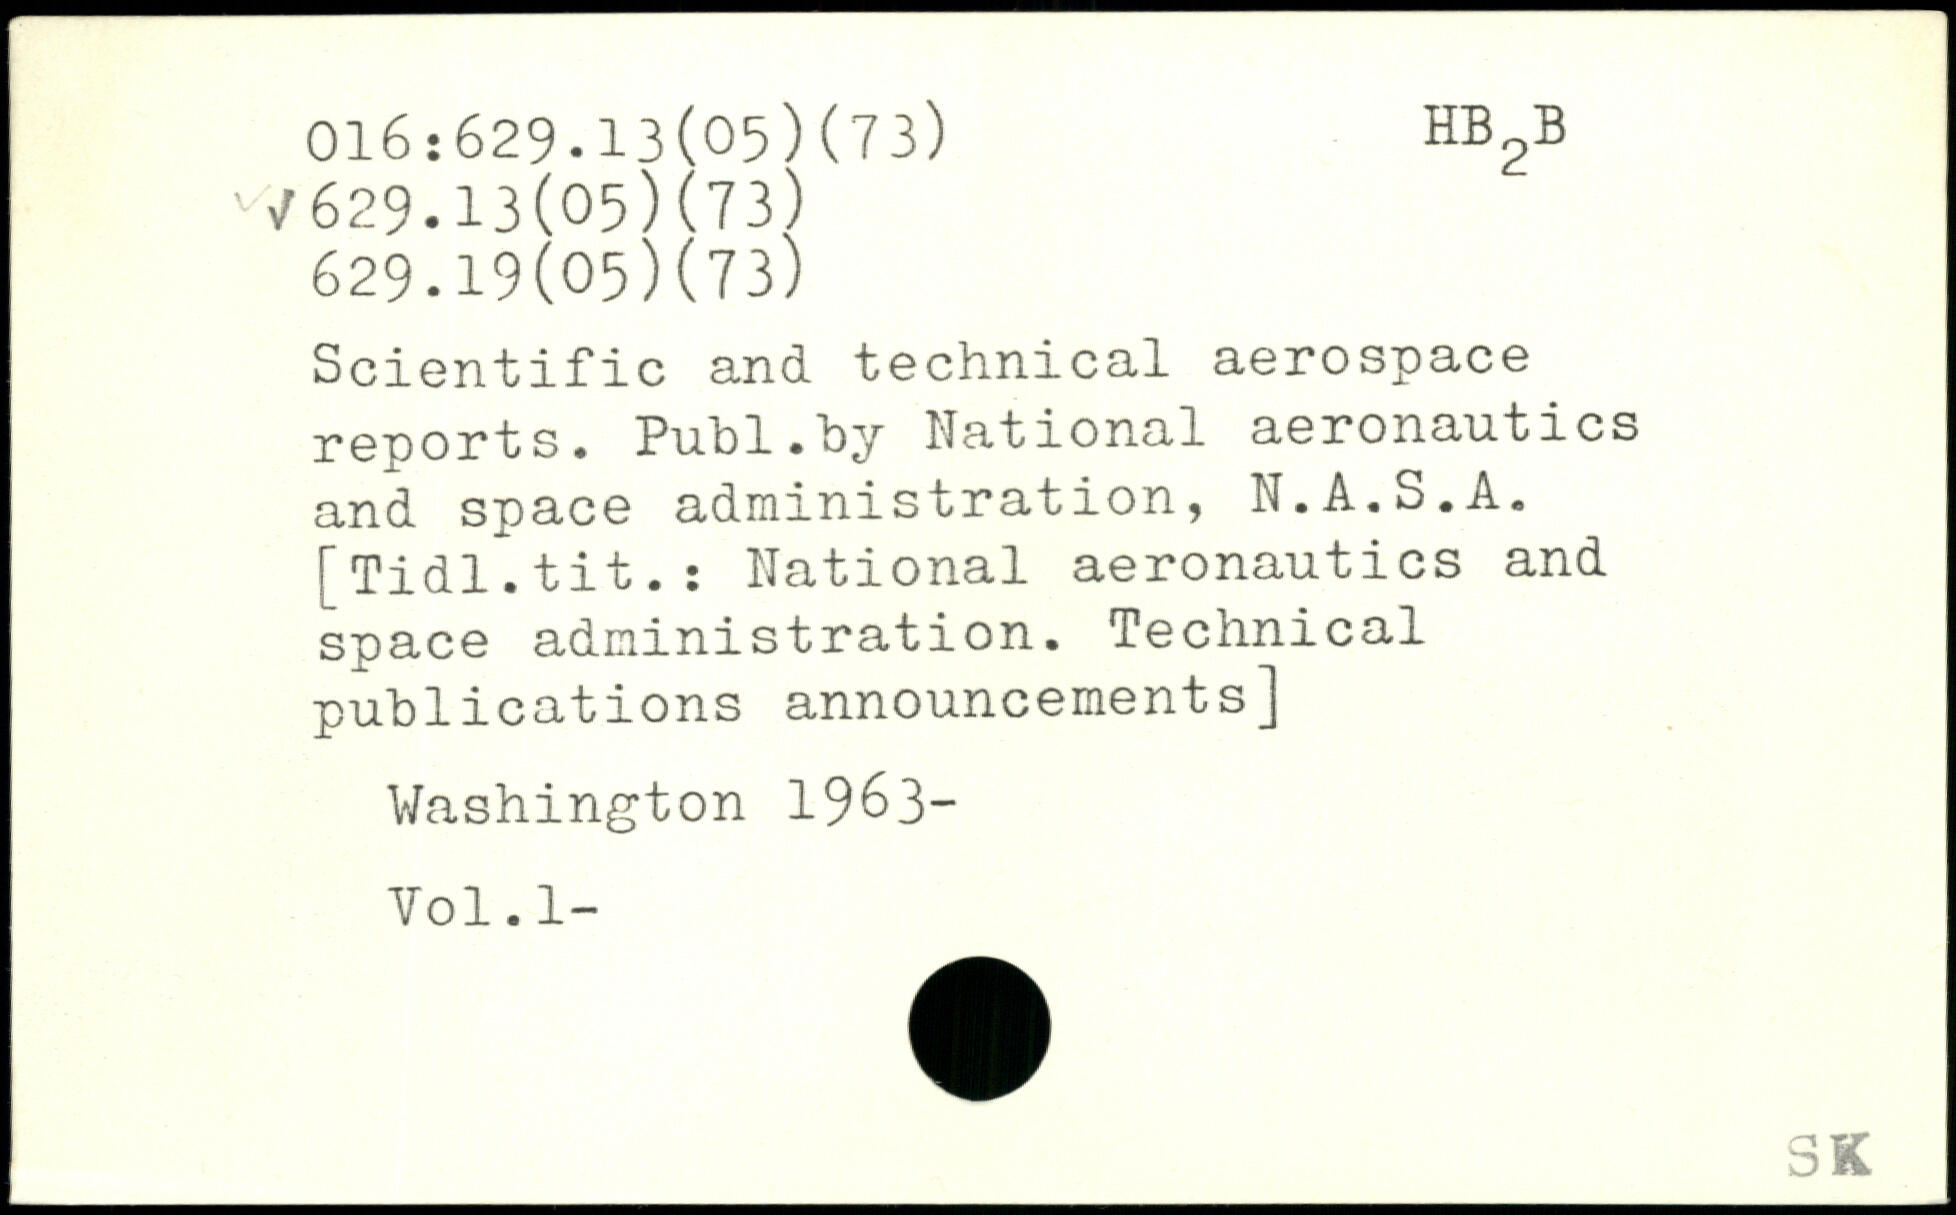 016:629.13(05)(73) HB₂B
✓√629.13(05)(73)
629.19(05)(73)
Scientific and technical aerospace
reports. Publ.by National aeronautics
and space administration, N.A.S.A.
[Tidl.tit.: National aeronautics and
space administration. Technical
publications announcements]
Washington 1963-
Vol.1-
SK